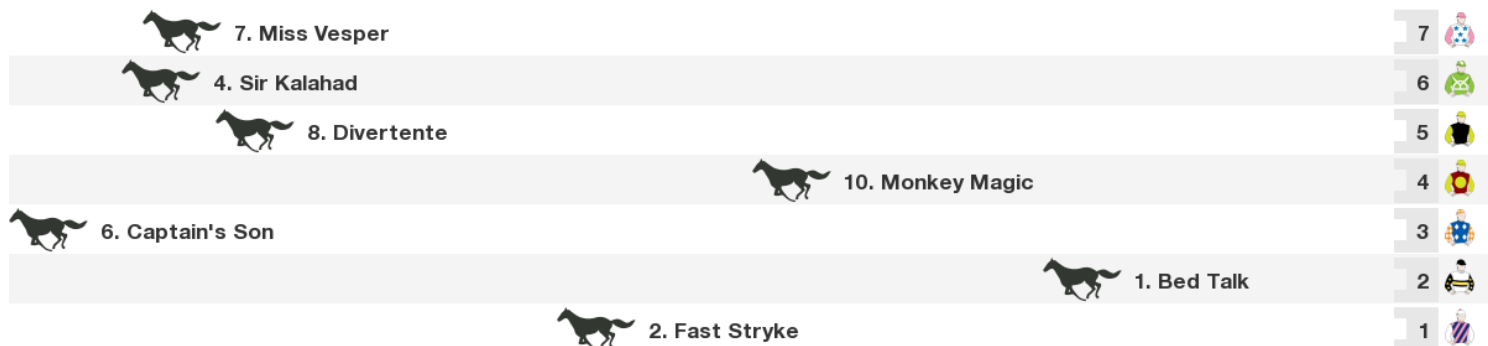 7. Miss Vesper 7
4. Sir Kalahad 6
8. Divertente 5
10. Monkey Magic 4
6. Captain's Son 3
1. Bed Talk 2
2. Fast Stryke 1